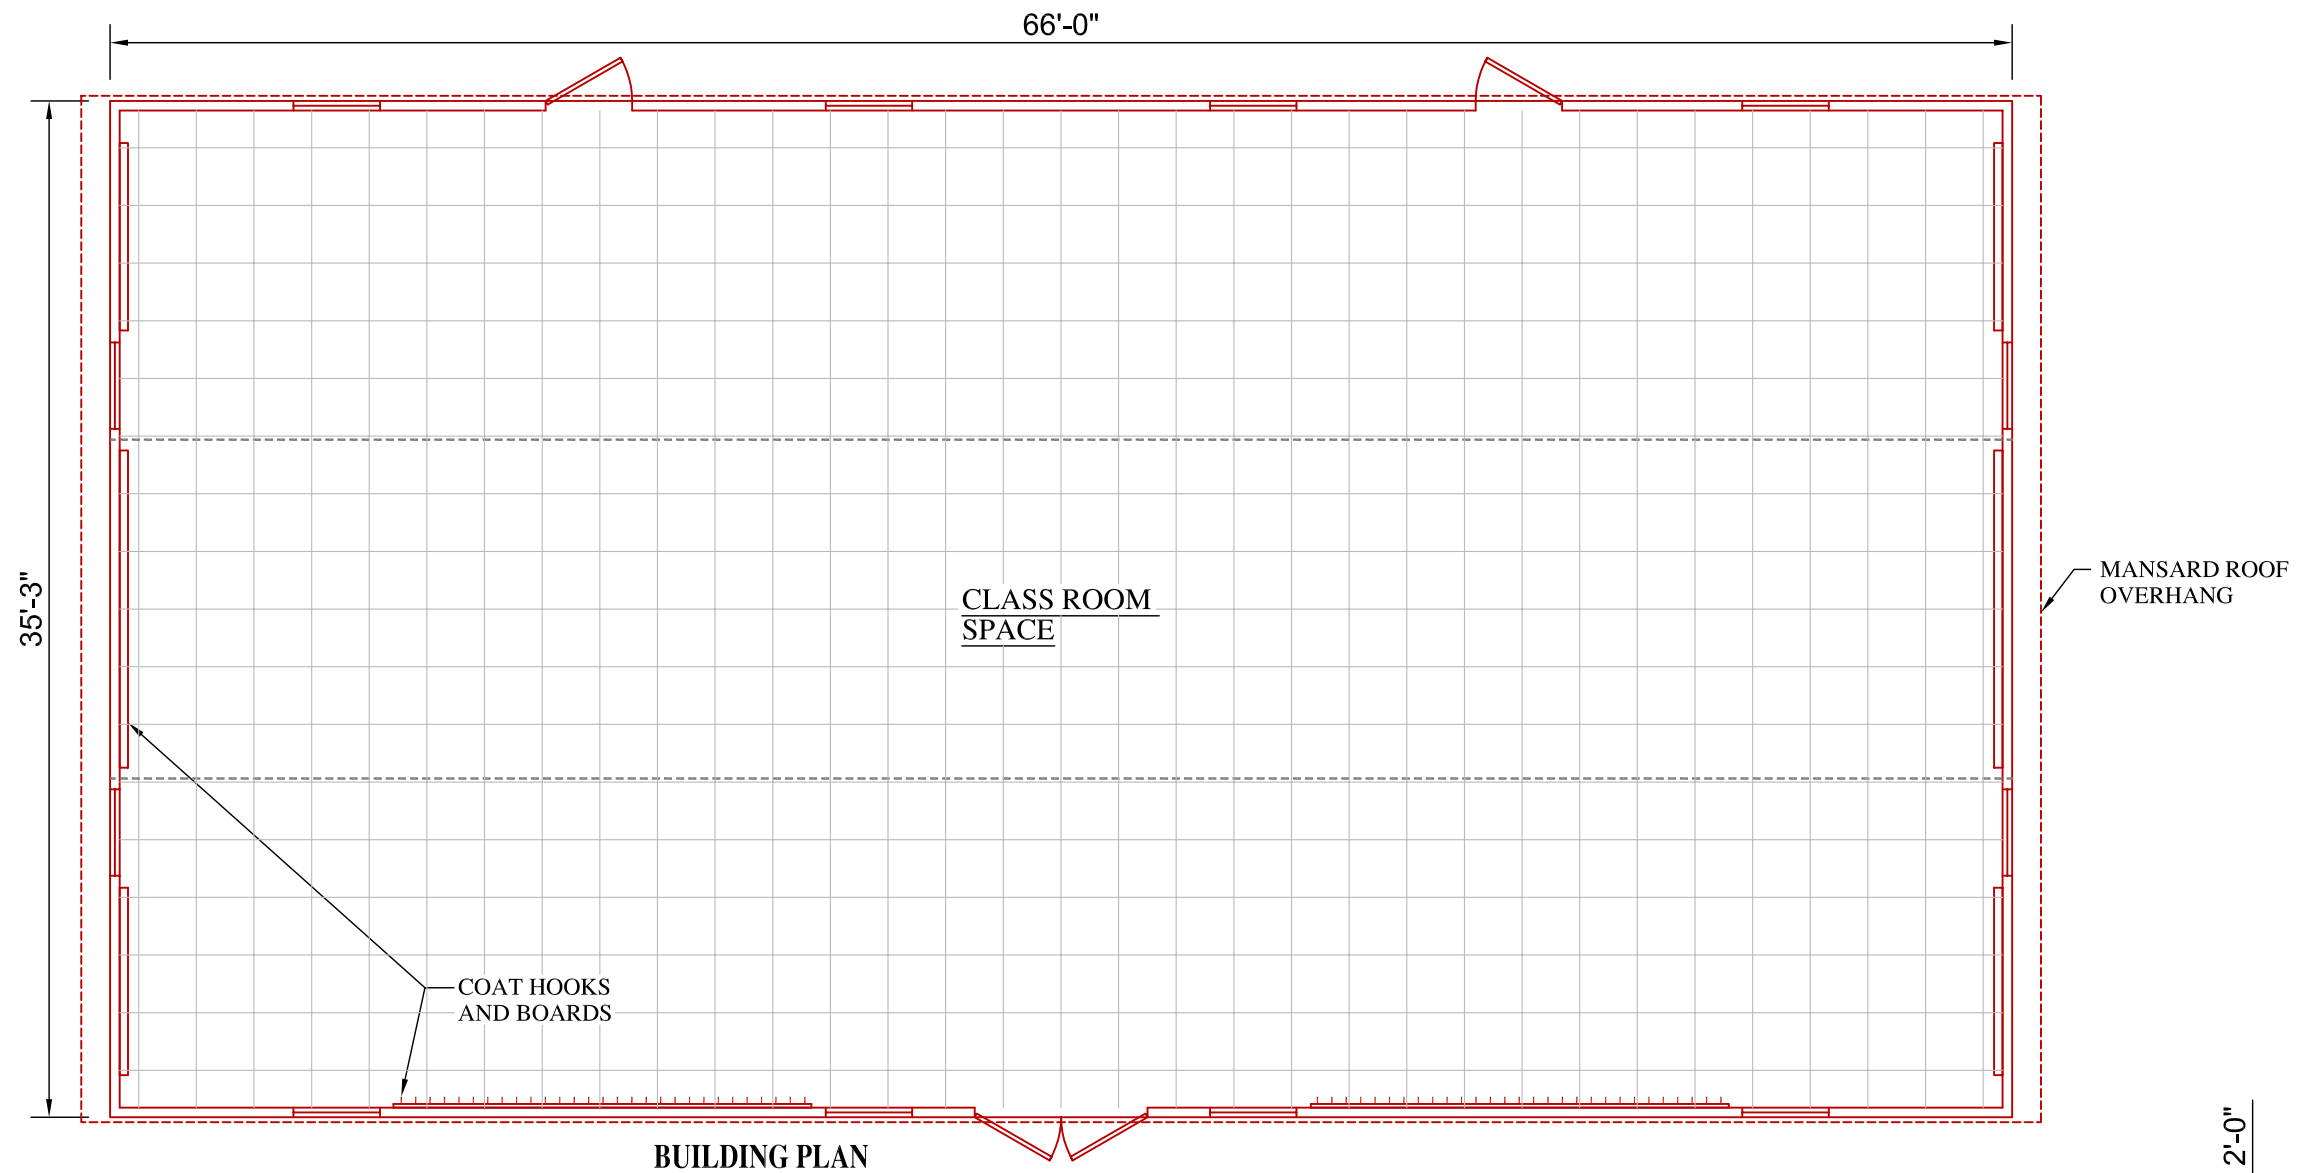 66'-0"
35'-3"
CLASS ROOM
SPACE
MANSARD ROOF
OVERHANG
COAT HOOKS
AND BOARDS
BUILDING PLAN
2'-0"